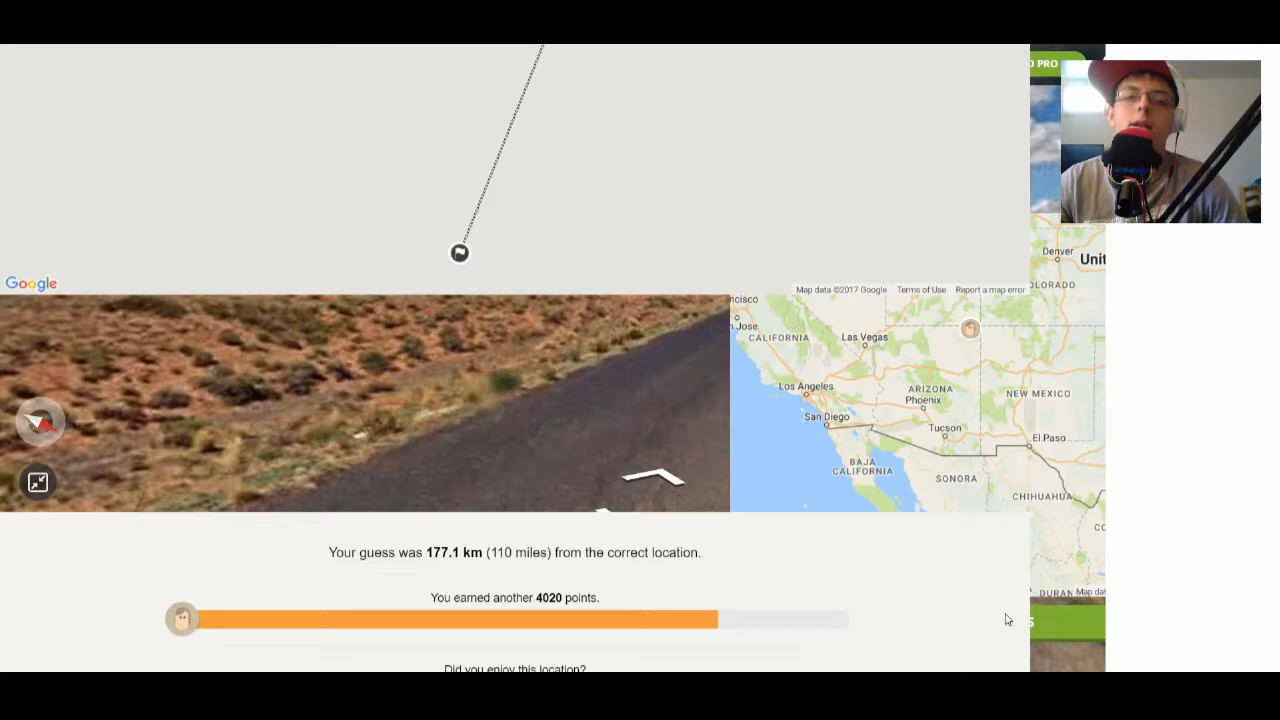 O PRO
Google
Map data ©2017 Google
Terms of Use
Report a map error
Denver
Unit
OLORADO
ncisco
n Jose
CALIFORNIA
Las Vegas
Los Angeles
ARIZONA
Phoenix
NEW MEXICO
San Diego
Tucson
El Paso
BAJA
CALIFORNIA
SONORA
CHIHUAHUA
CO
DURAN
Map dat
S
Your guess was 177.1 km (110 miles) from the correct location.
You earned another 4020 points.
Did you enjoy this location?